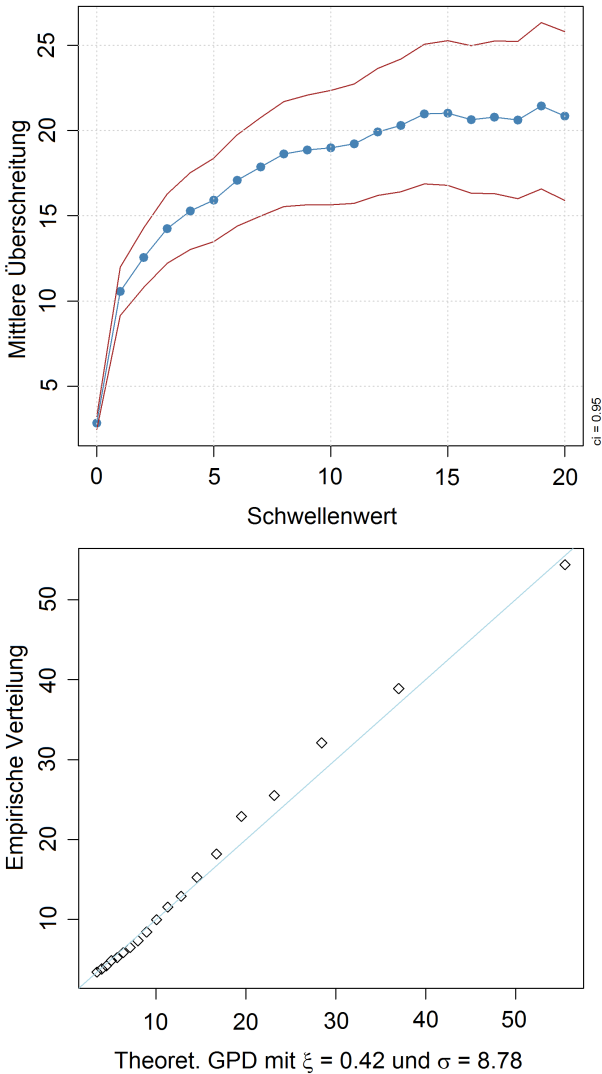 25
20
15
10
5
Mittlere Überschreitung
ci = 0.95
0 5 10 15 20
Schwellenwert
50
40
30
20
10
Empirische Verteilung
10 20 30 40 50
Theoret. GPD mit ξ = 0.42 und σ = 8.78